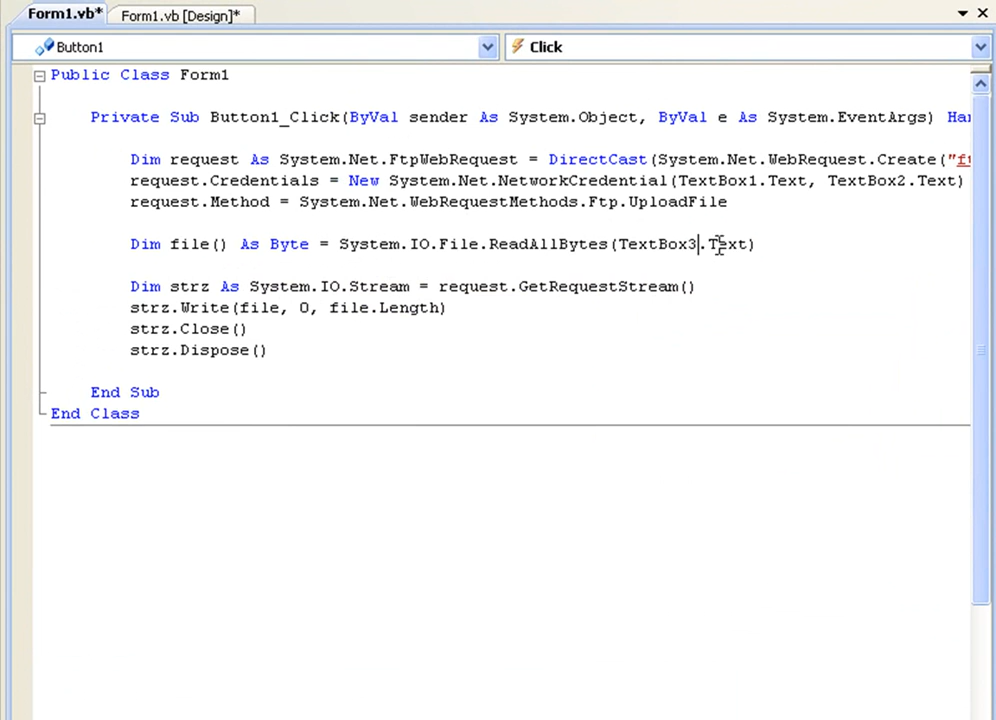 Form1.vb* Form1.vb [Design]*
Button1 Click
Public Class Form1
Private Sub Button1_Click(ByVal sender As System.Object, ByVal e As System.EventArgs) Ha
Dim request As System.Net.FtpWebRequest = DirectCast(System.Net.WebRequest.Create("f
request.Credentials = New System.Net.NetworkCredential(TextBox1.Text, TextBox2.Text)
request.Method = System.Net.WebRequestMethods.Ftp.UploadFile
Dim file() As Byte = System.IO.File.ReadAllBytes(TextBox3.Text)
Dim strz As System.IO.Stream = request.GetRequestStream()
strz.Write(file, 0, file.Length)
strz.Close()
strz.Dispose()
End Sub
End Class